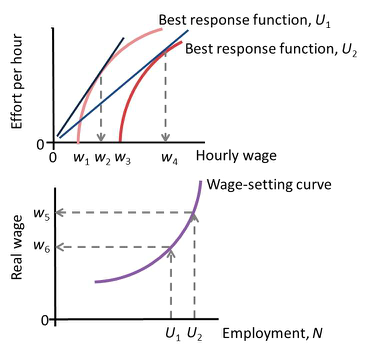 Best response function, U₁
Best response function, U₂
Effort per hour
0
0 w₁ w₂ w₃ w₄ Hourly wage
Wage-setting curve
w₅
w₆
Real wage
0
U₁ U₂ Employment, N